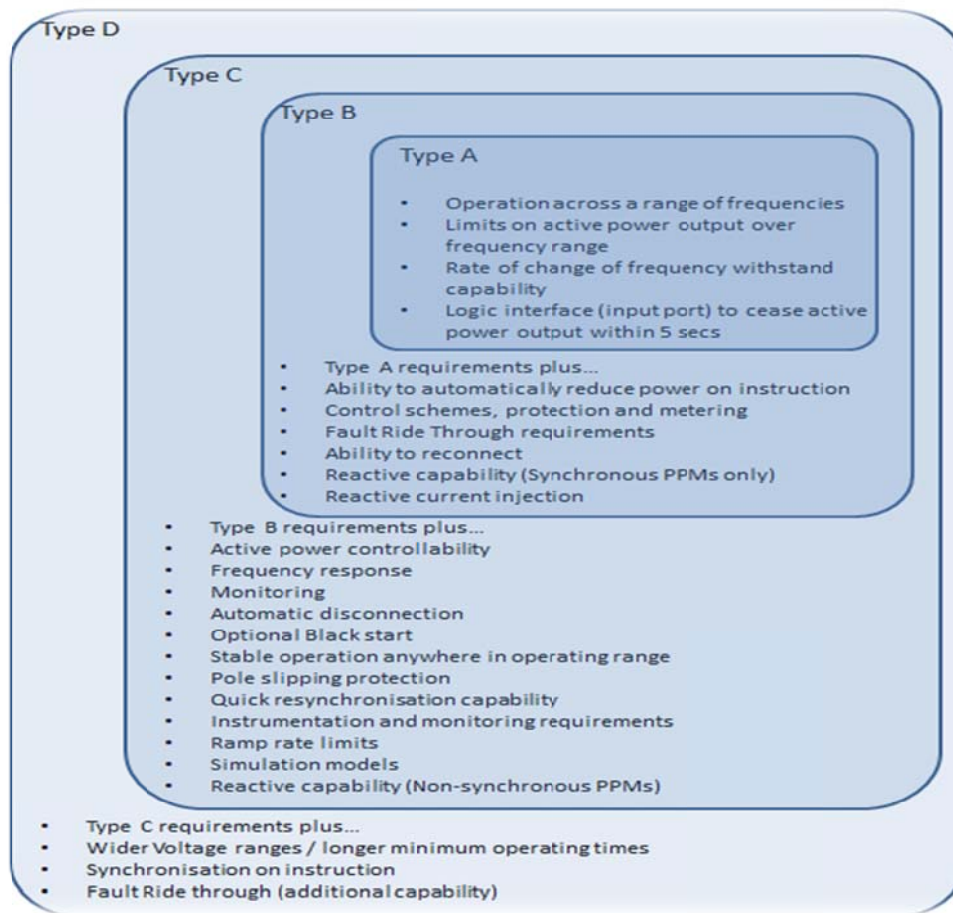 Type D
Type C
Type B
Type A
• Operation across a range of frequencies
• Limits on active power output over
frequency range
• Rate of change of frequency withstand
capability
• Logic interface (input port) to cease active
power output within 5 secs
• Type A requirements plus...
• Ability to automatically reduce power on instruction
• Control schemes, protection and metering
• Fault Ride Through requirements
• Ability to reconnect
• Reactive capability (Synchronous PPMs only)
• Reactive current injection
• Type B requirements plus...
• Active power controllability
• Frequency response
• Monitoring
• Automatic disconnection
• Optional Black start
• Stable operation anywhere in operating range
• Pole slipping protection
• Quick resynchronisation capability
• Instrumentation and monitoring requirements
• Ramp rate limits
• Simulation models
• Reactive capability (Non-synchronous PPMs)
• Type C requirements plus...
• Wider Voltage ranges / longer minimum operating times
• Synchronisation on instruction
• Fault Ride through (additional capability)